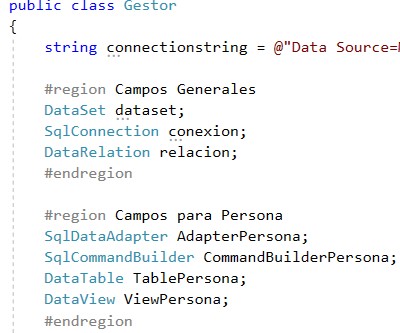 public class Gestor
{
string connectionstring = @"Data Source=
#region Campos Generales
DataSet dataset;
SqlConnection conexion;
DataRelation relacion;
#endregion
#region Campos para Persona
SqlDataAdapter AdapterPersona;
SqlCommandBuilder CommandBuilderPersona;
DataTable TablePersona;
DataView ViewPersona;
#endregion